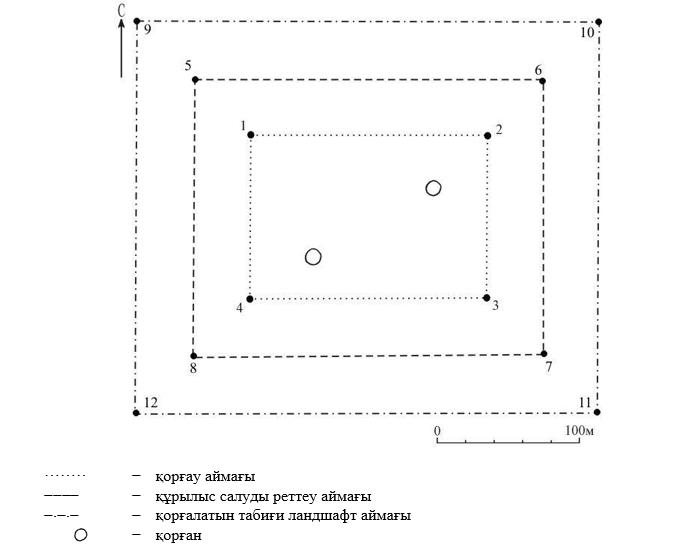 С
9
10
5
6
1
2
4
3
8
7
12
11
0 100м
– қорғау аймағы
– құрылыс салуды реттеу аймағы
– қорғалатын табиғи ландшафт аймағы
– қорған